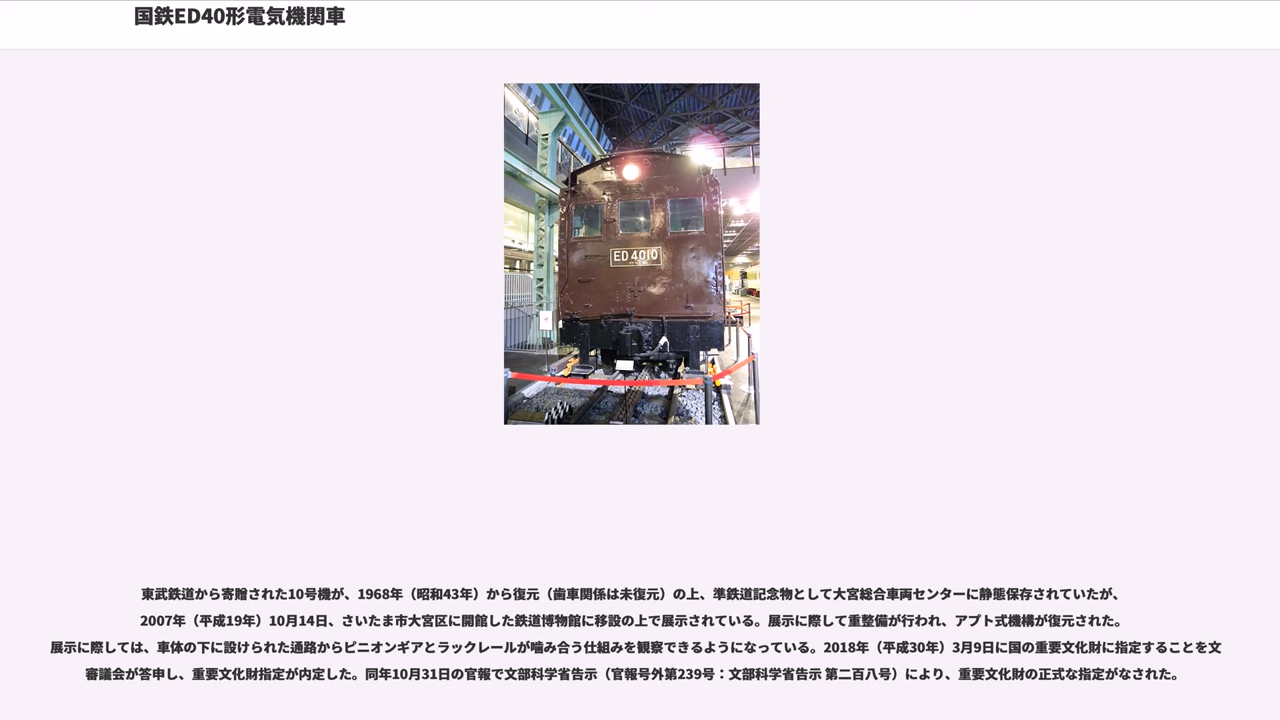 国鉄ED40形電気機関車
ED 4010
東武鉄道から寄贈された10号機が、1968年（昭和43年）から復元（歯車関係は未復元）の上、準鉄道記念物として大宮総合車両センターに静態保存されていたが、
2007年（平成19年）10月14日、さいたま市大宮区に開館した鉄道博物館に移設の上で展示されている。展示に際して重整備が行われ、アプト式機構が復元された。
展示に際しては、車体の下に設けられた通路からピニオンギアとラックレールが噛み合う仕組みを観察できるようになっている。2018年（平成30年）3月9日に国の重要文化財に指定することを文
審議会が答申し、重要文化財指定が内定した。同年10月31日の官報で文部科学省告示（官報号外第239号：文部科学省告示 第二百八号）により、重要文化財の正式な指定がなされた。